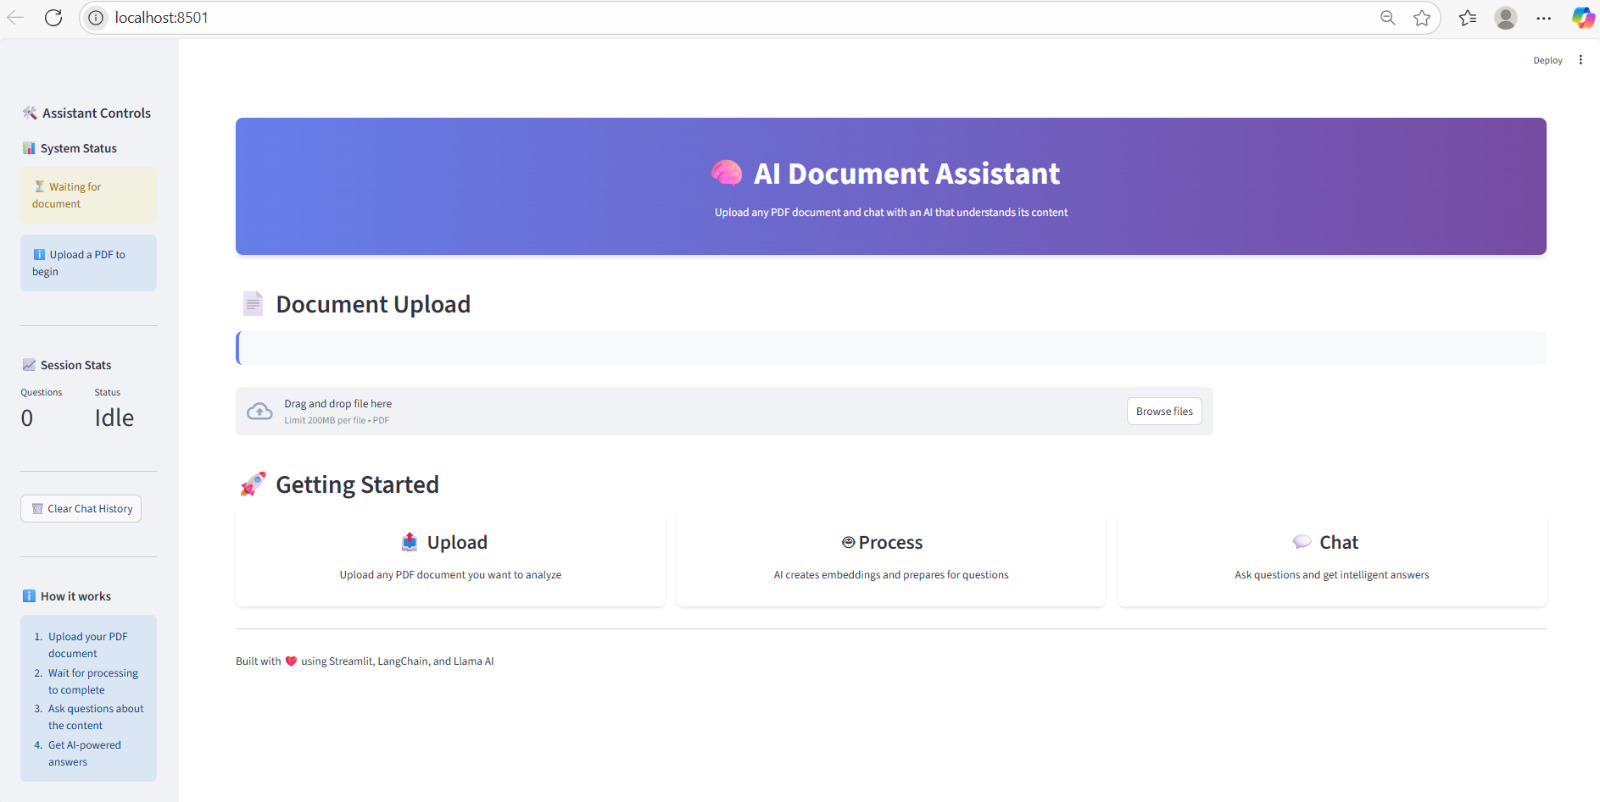 localhost:8501
Deploy
🛠 Assistant Controls
📊 System Status
⏳ Waiting for
document
ℹ Upload a PDF to
begin
📈 Session Stats
Questions
Status
0
Idle
🗑 Clear Chat History
ℹ How it works
1. Upload your PDF
document
2. Wait for processing
to complete
3. Ask questions about
the content
4. Get AI-powered
answers
🧠 AI Document Assistant
Upload any PDF document and chat with an AI that understands its content
📄 Document Upload
Drag and drop file here
Limit 200MB per file • PDF
Browse files
🚀 Getting Started
📤 Upload
Upload any PDF document you want to analyze
Process
AI creates embeddings and prepares for questions
💬 Chat
Ask questions and get intelligent answers
Built with ❤ using Streamlit, LangChain, and Llama AI